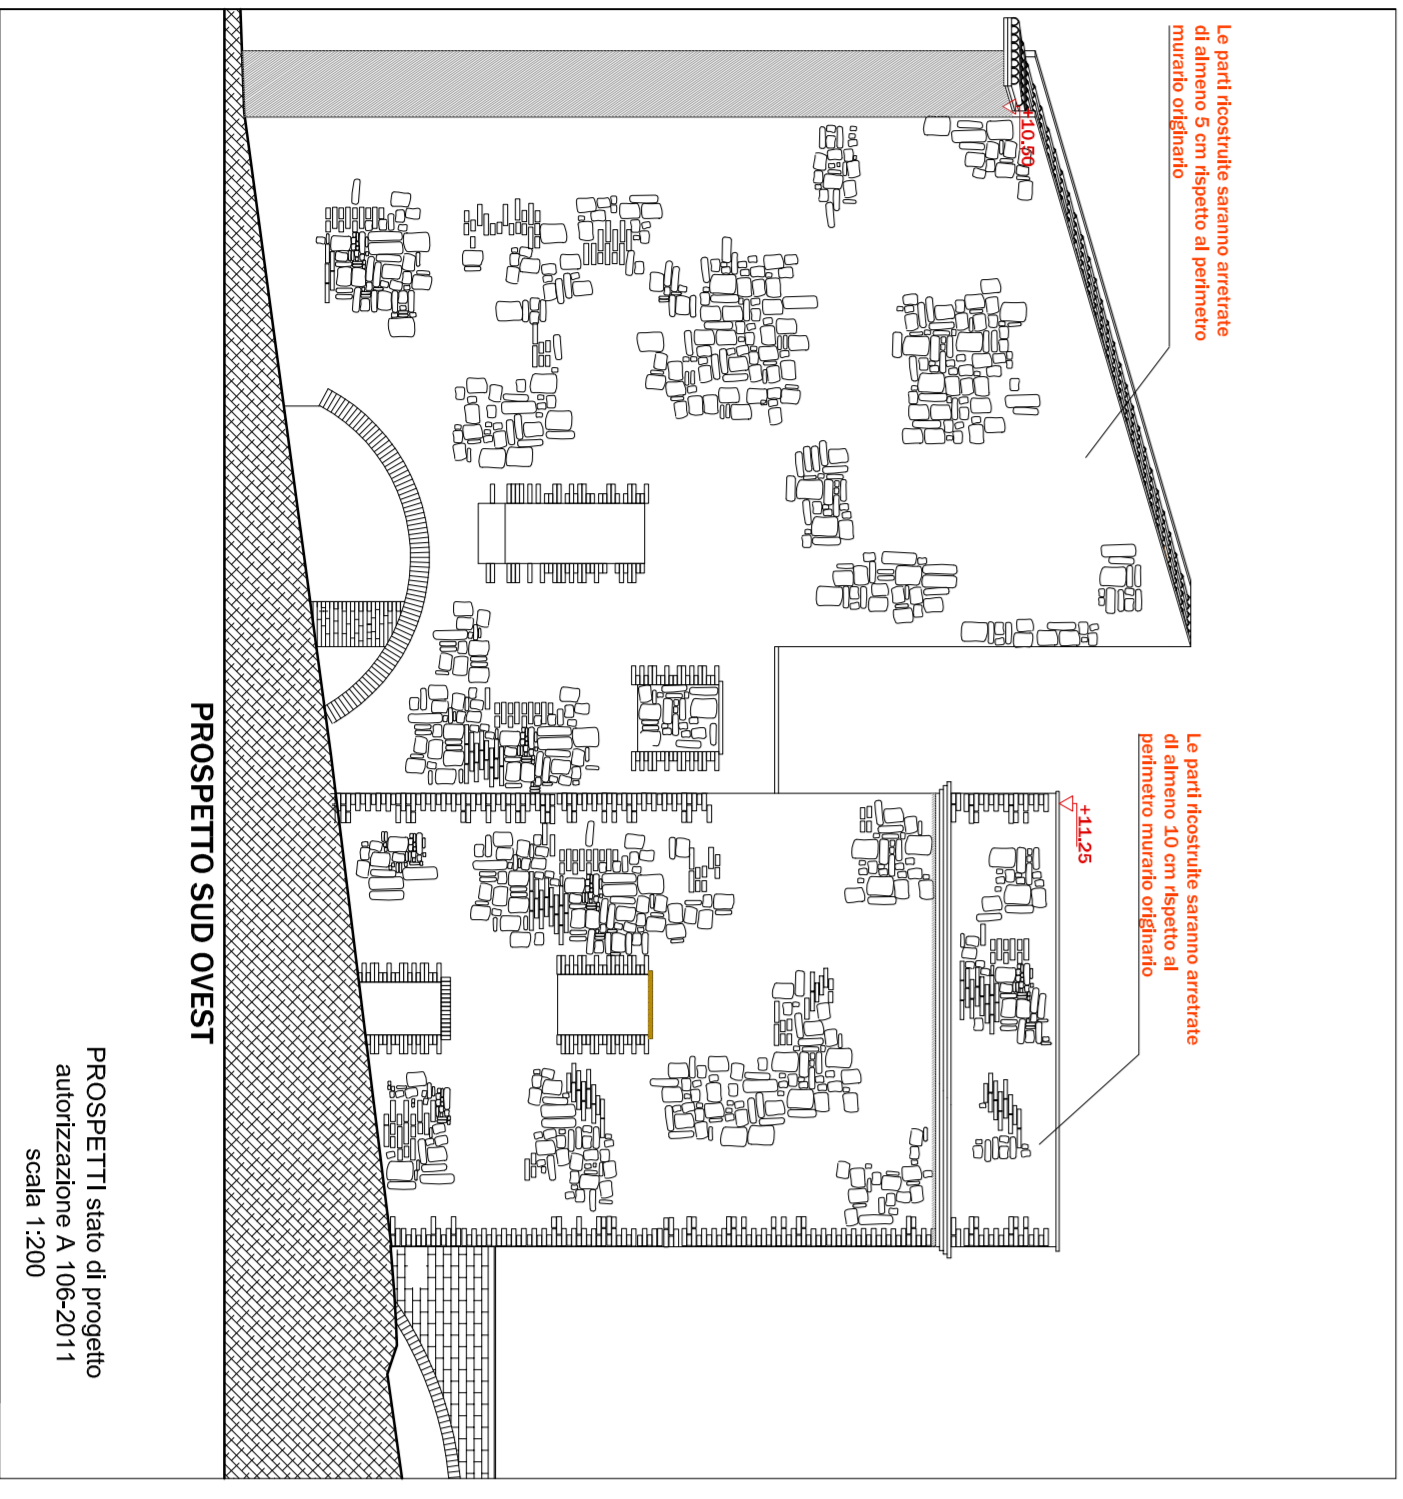 Le parti ricostruite saranno arretrate
di almeno 5 cm rispetto al perimetro
murario originario
+10.50
Le parti ricostruite saranno arretrate
di almeno 10 cm rispetto al
perimetro murario originario
+11.25
PROSPETTO SUD OVEST
PROSPETTI stato di progetto
autorizzazione A 106-2011
scala 1:200